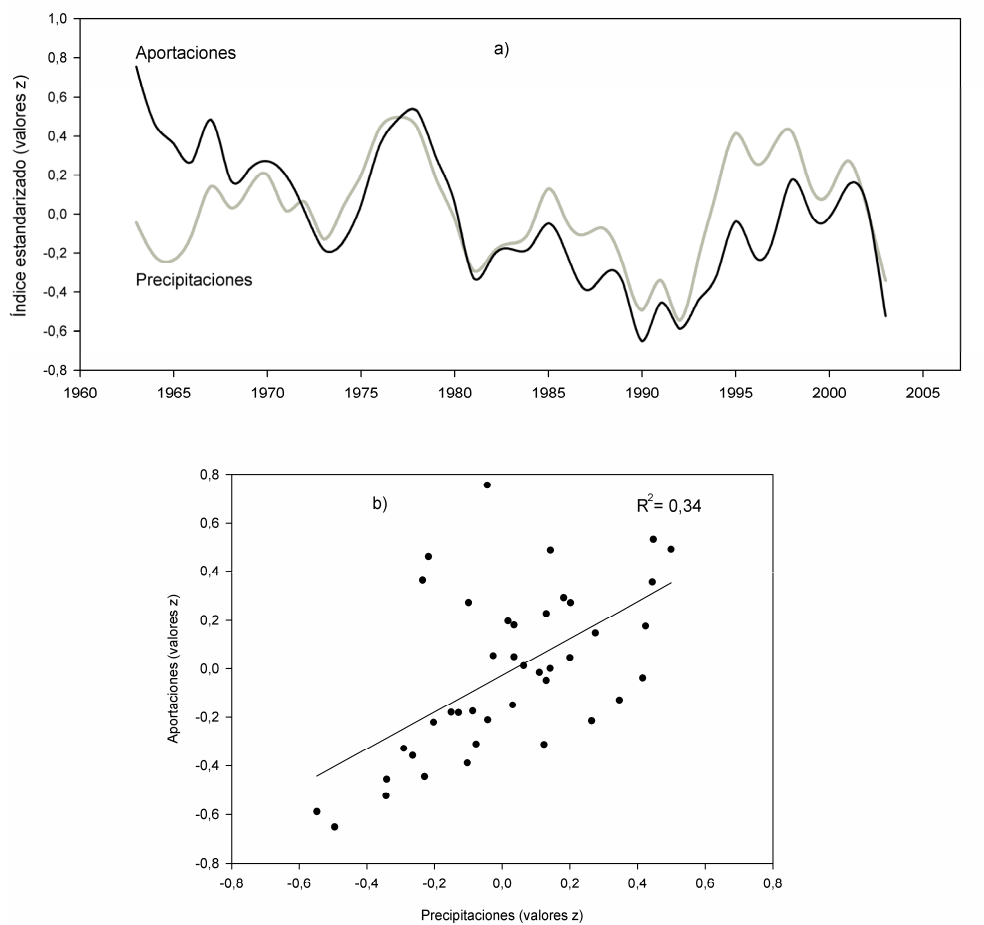 1,0
Aportaciones
a)
0,8
0,6
0,4
0,2
0,0
-0,2
-0,4
-0,6
-0,8
Índice estandarizado (valores z)
Precipitaciones
1960 1965 1970 1975 1980 1985 1990 1995 2000 2005
0,8
b)
R²= 0,34
0,6
0,4
0,2
0,0
-0,2
-0,4
-0,6
-0,8
Aportaciones (valores z)
-0,8 -0,6 -0,4 -0,2 0,0 0,2 0,4 0,6 0,8
Precipitaciones (valores z)